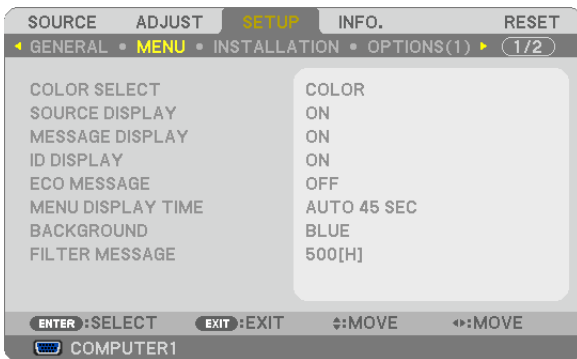 SOURCE ADJUST SETUP INFO. RESET
GENERAL • MENU • INSTALLATION • OPTIONS(1) 1/2
COLOR SELECT COLOR
SOURCE DISPLAY ON
MESSAGE DISPLAY ON
ID DISPLAY ON
ECO MESSAGE OFF
MENU DISPLAY TIME AUTO 45 SEC
BACKGROUND BLUE
FILTER MESSAGE 500[H]
ENTER :SELECT EXIT :EXIT :MOVE :MOVE
COMPUTER1